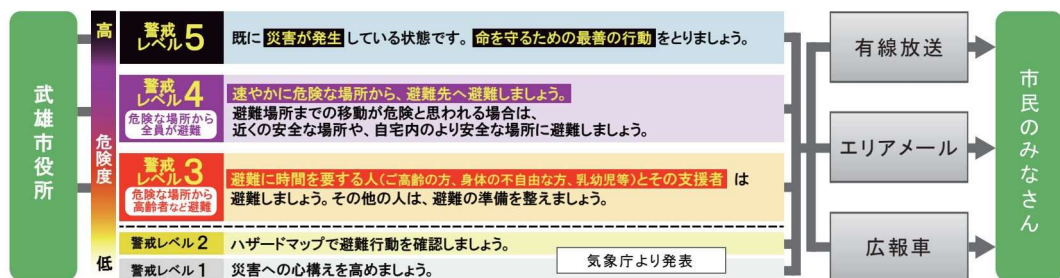 武雄市役所
高
危険度
低
警戒レベル5
既に災害が発生している状態です。命を守るための最善の行動をとりましょう。
警戒レベル4
危険な場所から
全員が避難
速やかに危険な場所から、避難先へ避難しましょう。
避難場所までの移動が危険と思われる場合は、
近くの安全な場所や、自宅内のより安全な場所に避難しましょう。
警戒レベル3
危険な場所から
高齢者など避難
避難に時間を要する人(ご高齢の方、身体の不自由な方、乳幼児等)とその支援者 は
避難しましょう。その他の人は、避難の準備を整えましょう。
警戒レベル 2
ハザードマップで避難行動を確認しましょう。
警戒レベル 1
災害への心構えを高めましょう。
気象庁より発表
有線放送
エリアメール
広報車
市民のみなさん